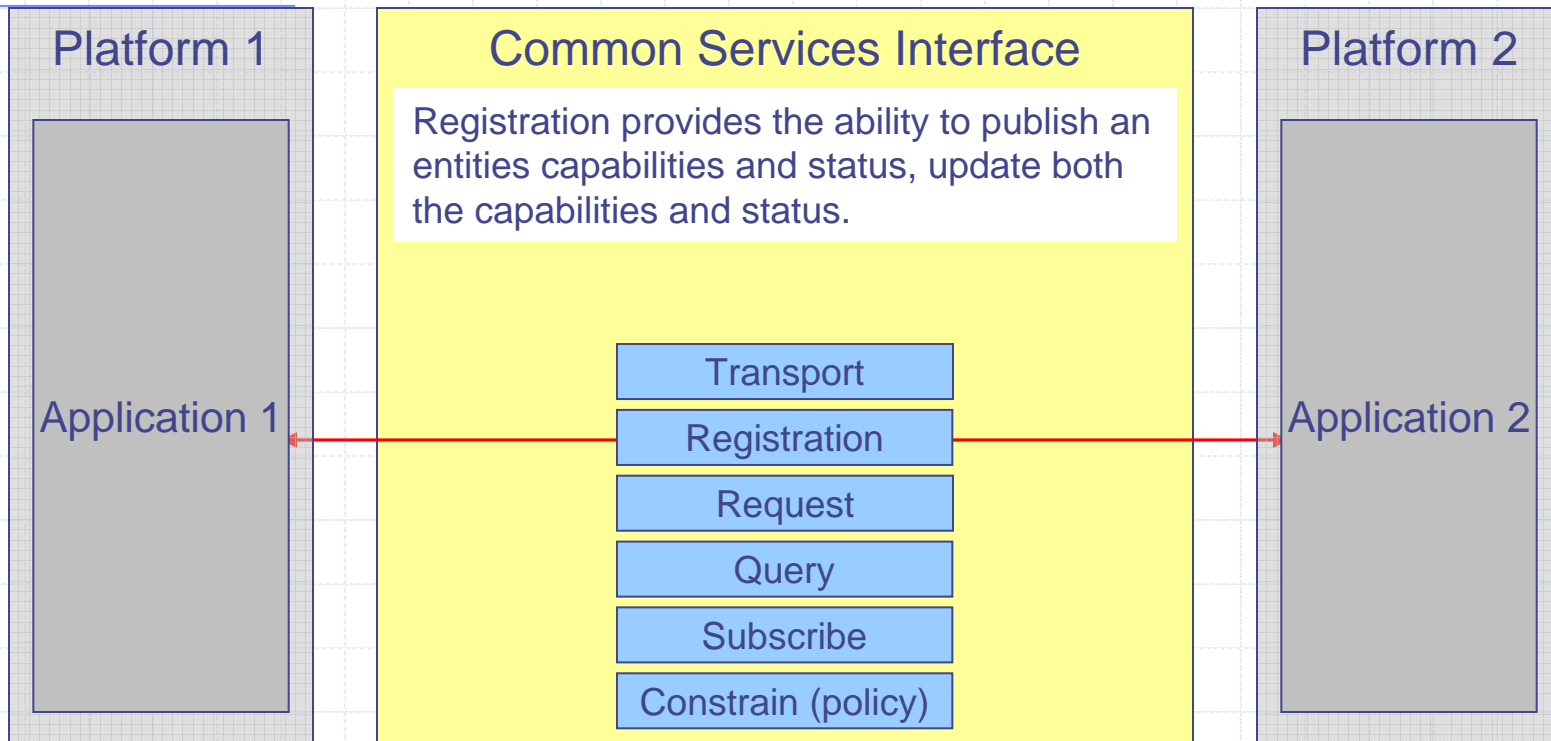 Platform 1
Application 1
Common Services Interface
Registration provides the ability to publish an
entities capabilities and status, update both
the capabilities and status.
Transport
Registration
Request
Query
Subscribe
Constrain (policy)
Platform 2
Application 2